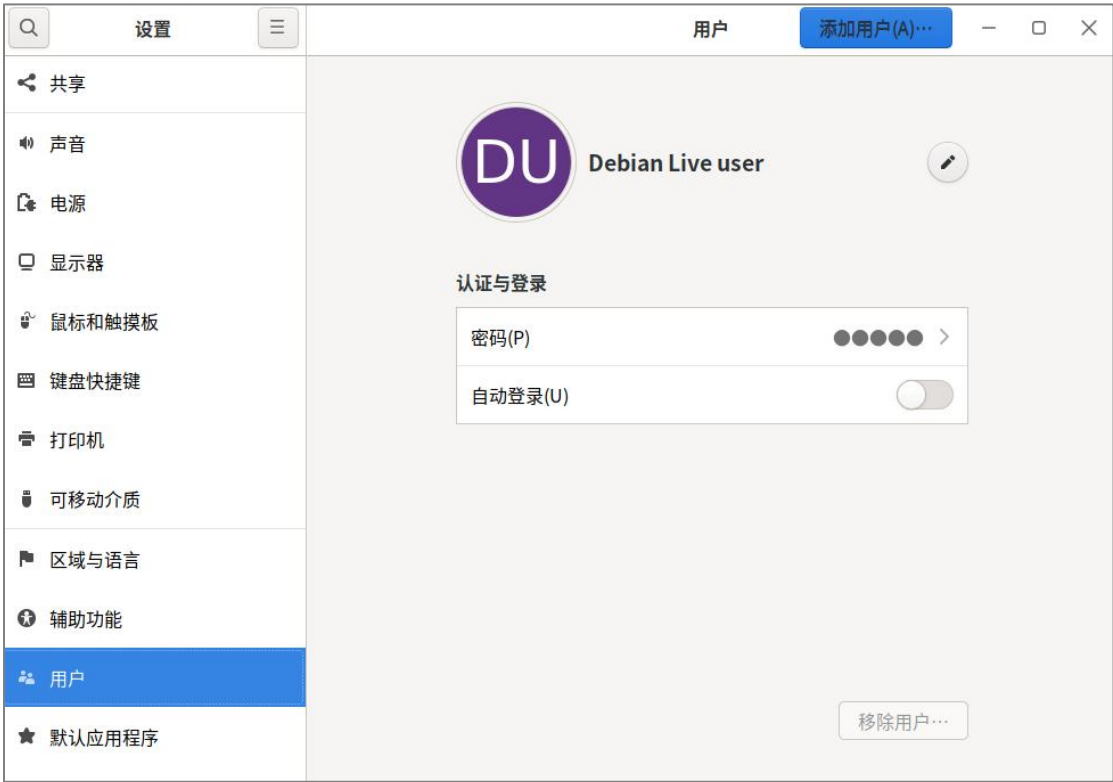 设置
用户
添加用户(A)…
共享
声音
电源
显示器
鼠标和触摸板
键盘快捷键
打印机
可移动介质
区域与语言
辅助功能
用户
默认应用程序
DU
Debian Live user
认证与登录
密码(P)
自动登录(U)
移除用户…